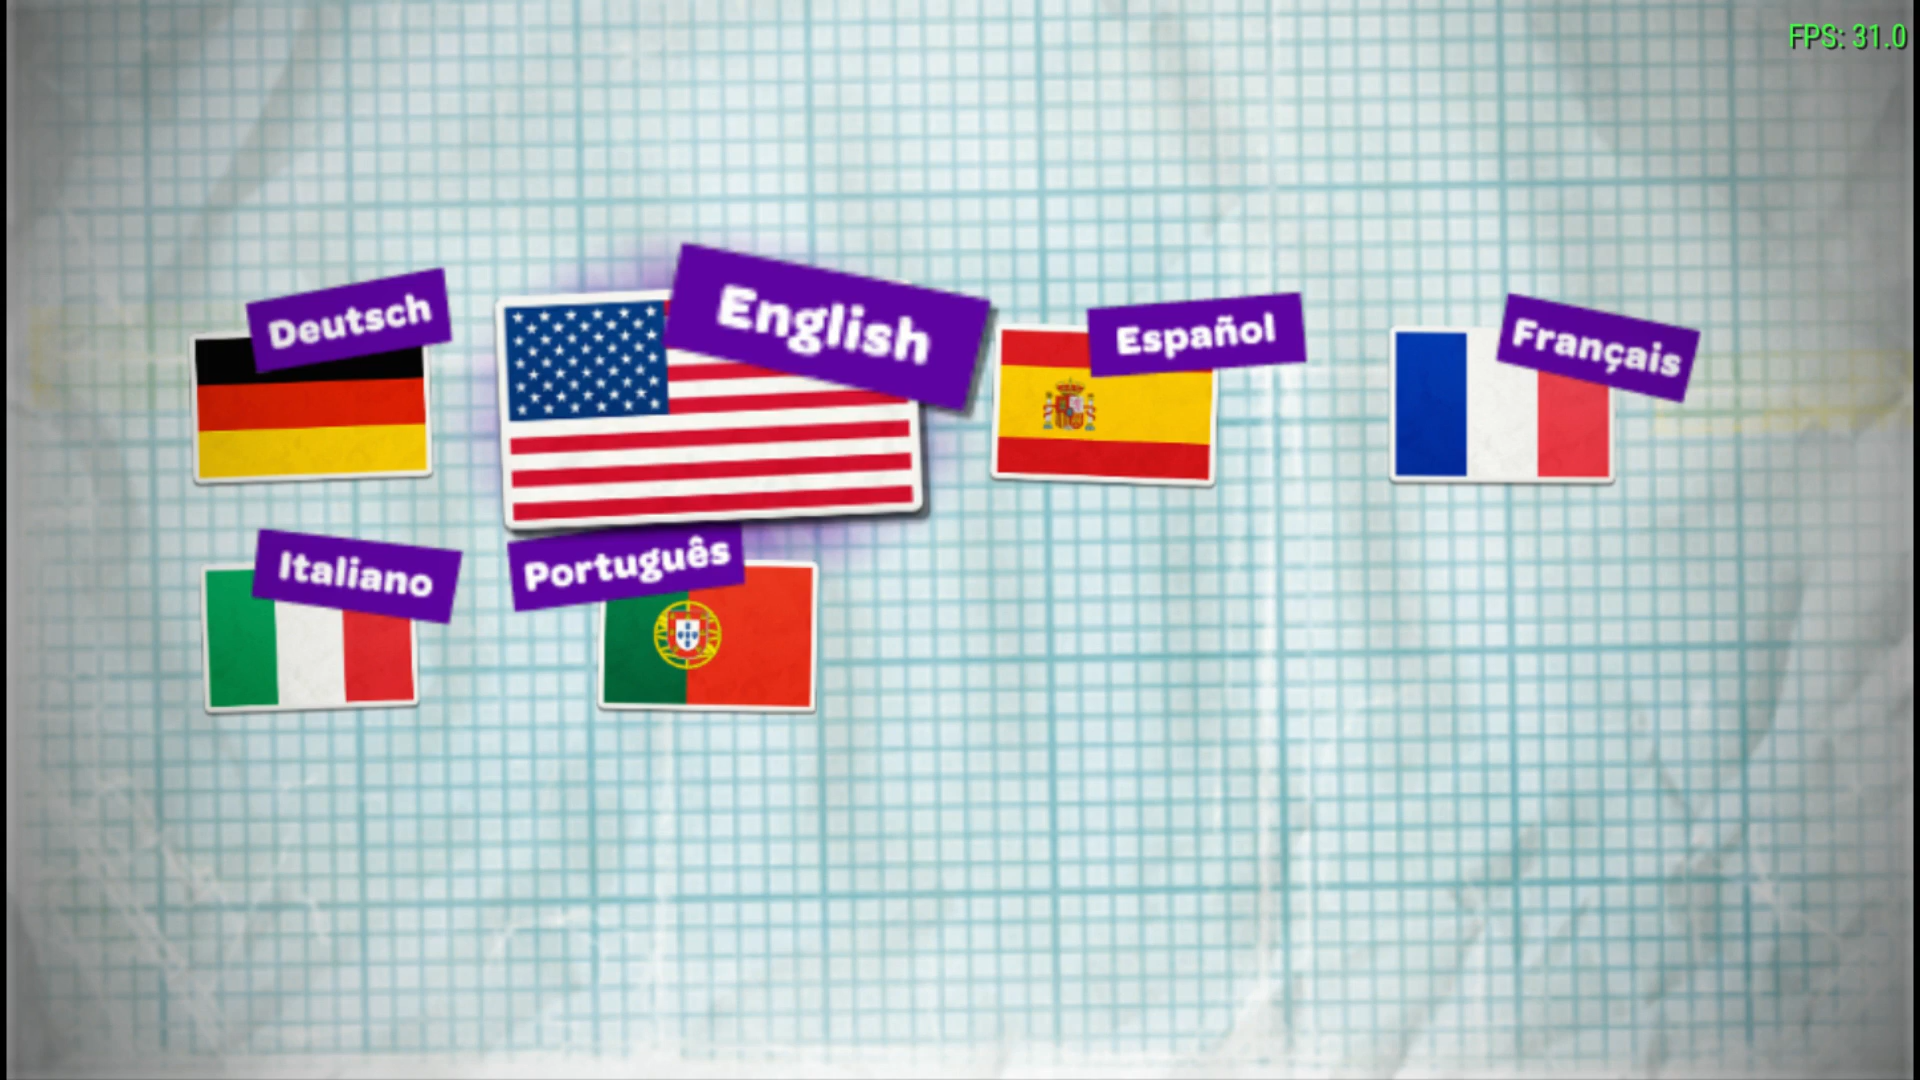 FPS: 31.0
Deutsch
English
Español
Français
Italiano
Português